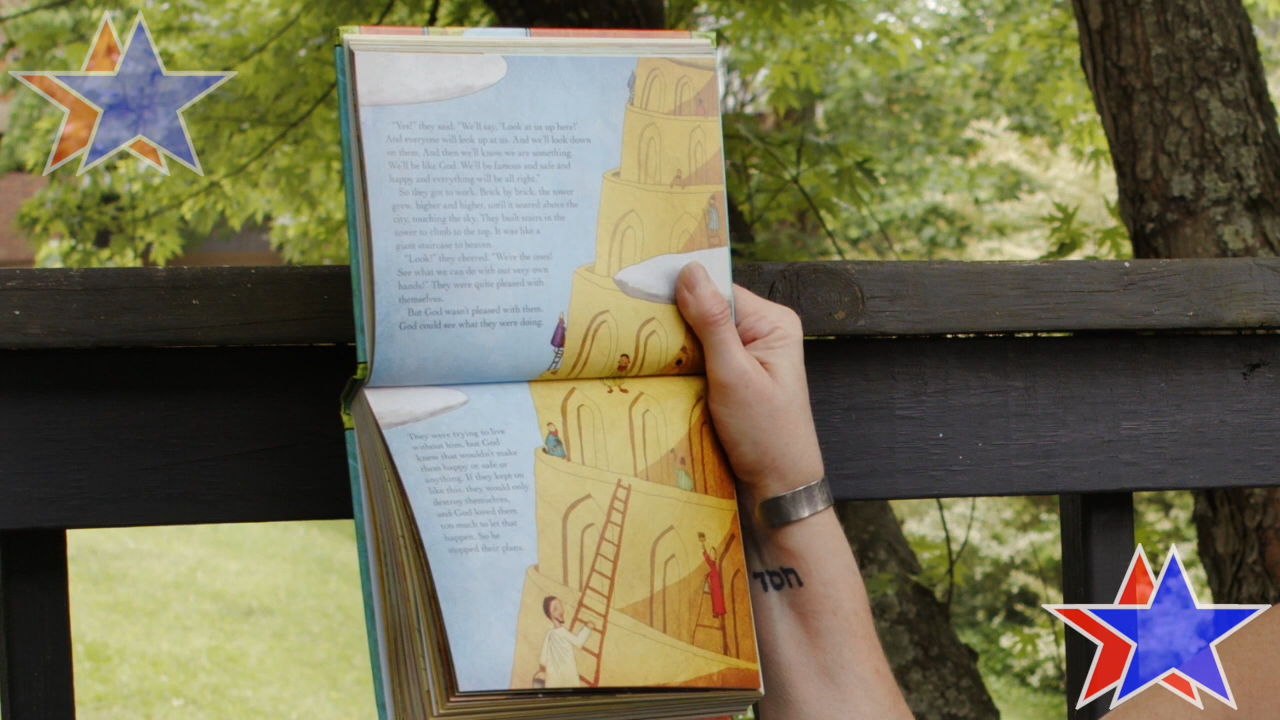 "Yes!" they said. "We'll say, 'Look at us up here!'
And everyone will look up at us. And we'll look down
on them. And then we'll know we are something.
We'll be like God. We'll be famous and safe and
happy and everything will be all right."
So they got to work. Brick by brick, the tower
grew, higher and higher, until it soared above the
city, touching the sky. They built stairs in the
tower to climb to the top. It was like a
giant staircase to heaven.
"Look!" they cheered. "We're the ones!
See what we can do with our very own
hands!" They were quite pleased with
themselves.
But God wasn't pleased with them.
God could see what they were doing.
They were trying to live
without him, but God
knew that wouldn't make
them happy or safe or
anything. If they kept on
like this, they would only
destroy themselves,
and God loved them
too much to let that
happen. So he
stopped their plans.
חסד